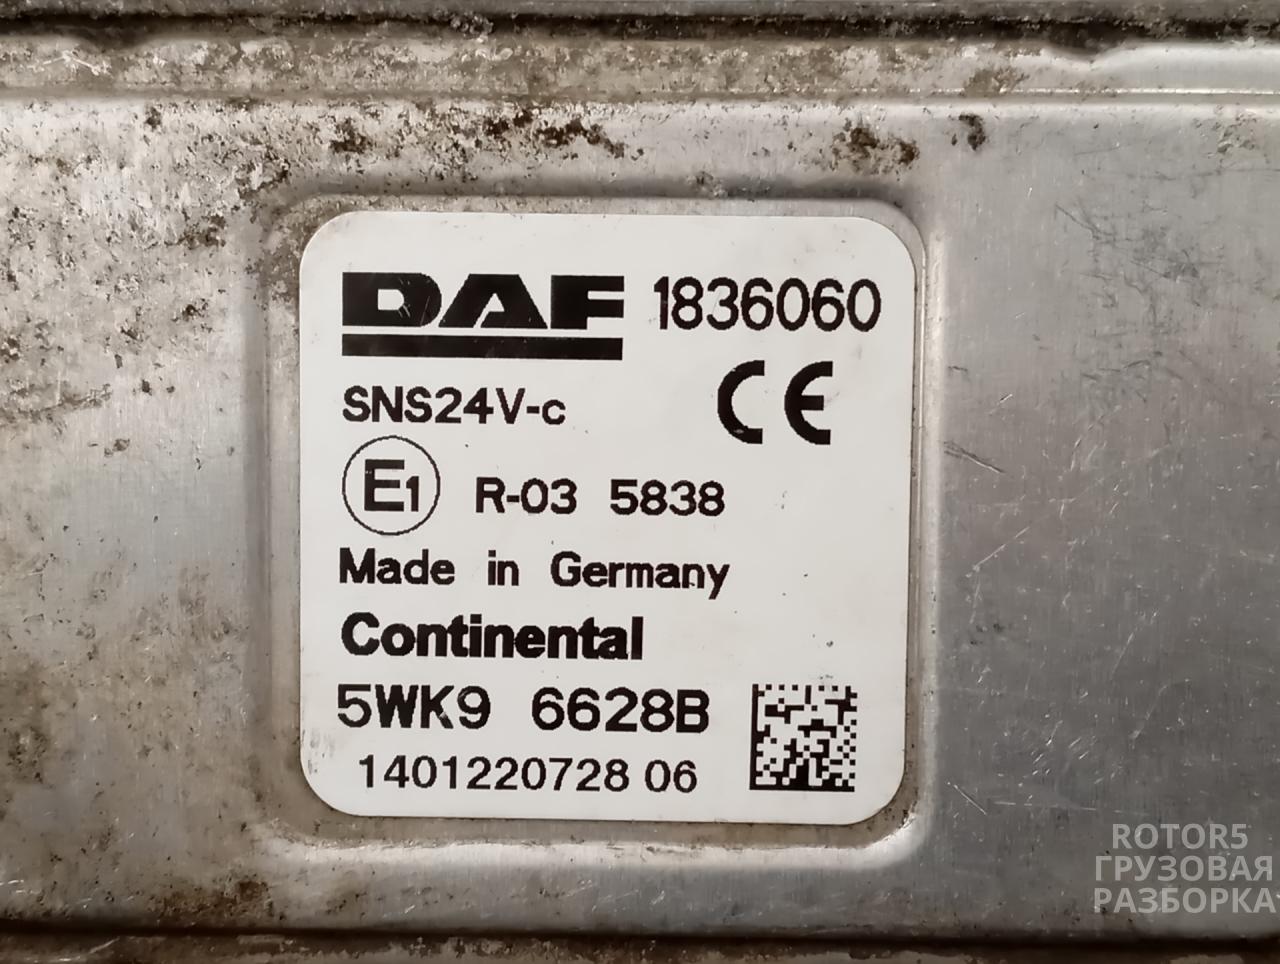 DAF 1836060
SNS24V-c CE
E1 R-03 5838
Made in Germany
Continental
5WK9 6628B
1401220728 06
ROTOR5
ГРУЗОВАЯ
РАЗБОРКА